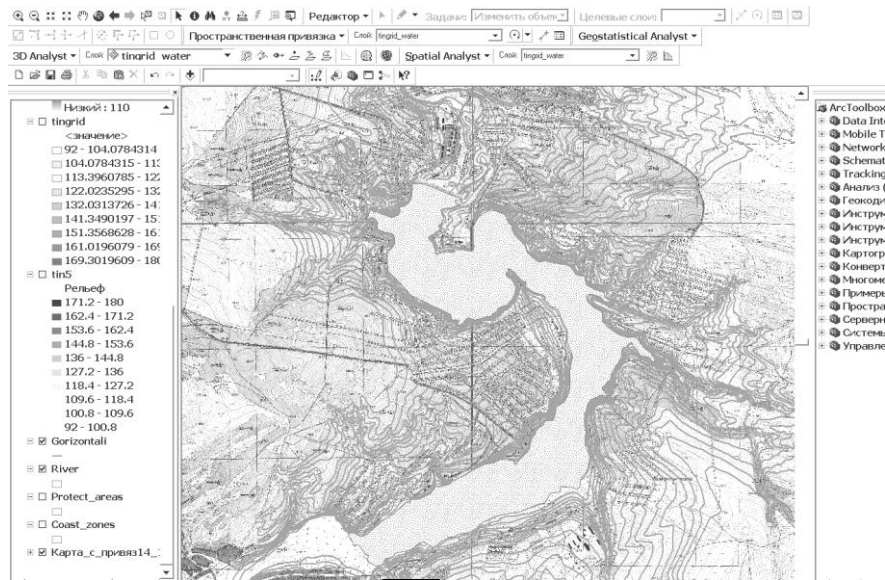 Редактор Задачи: Изменить объек Целевые слои:
Пространственная привязка Слой: tingrid_water Geostatistical Analyst
3D Analyst Слой: tingrid_water Spatial Analyst Слой: tingrid_water
Низкий : 110
tingrid
<значение>
92 - 104.0784314
104.0784315 - 11
113.3960785 - 12
122.0235295 - 13
132.0313726 - 14
141.3490197 - 15
151.3568628 - 16
161.0196079 - 16
169.3019609 - 18
tin5
Рельеф
171.2 - 180
162.4 - 171.2
153.6 - 162.4
144.8 - 153.6
136 - 144.8
127.2 - 136
118.4 - 127.2
109.6 - 118.4
100.8 - 109.6
92 - 100.8
Gorizontali
River
Protect_areas
Coast_zones
Карта_с_привяз14_
ArcToolbox
Data Inte
Mobile T
Network
Schemat
Tracking
Анализ (
Геокоди
Инструм
Инструм
Инструм
Картогр
Конверт
Многоме
Примеры
Простра
Серверн
Системы
Управле